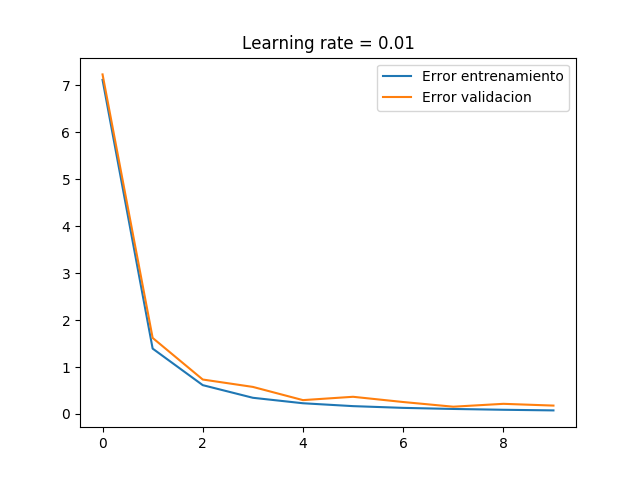 Learning rate = 0.01
Error entrenamiento
Error validacion
7
6
5
4
3
2
1
0
0 2 4 6 8